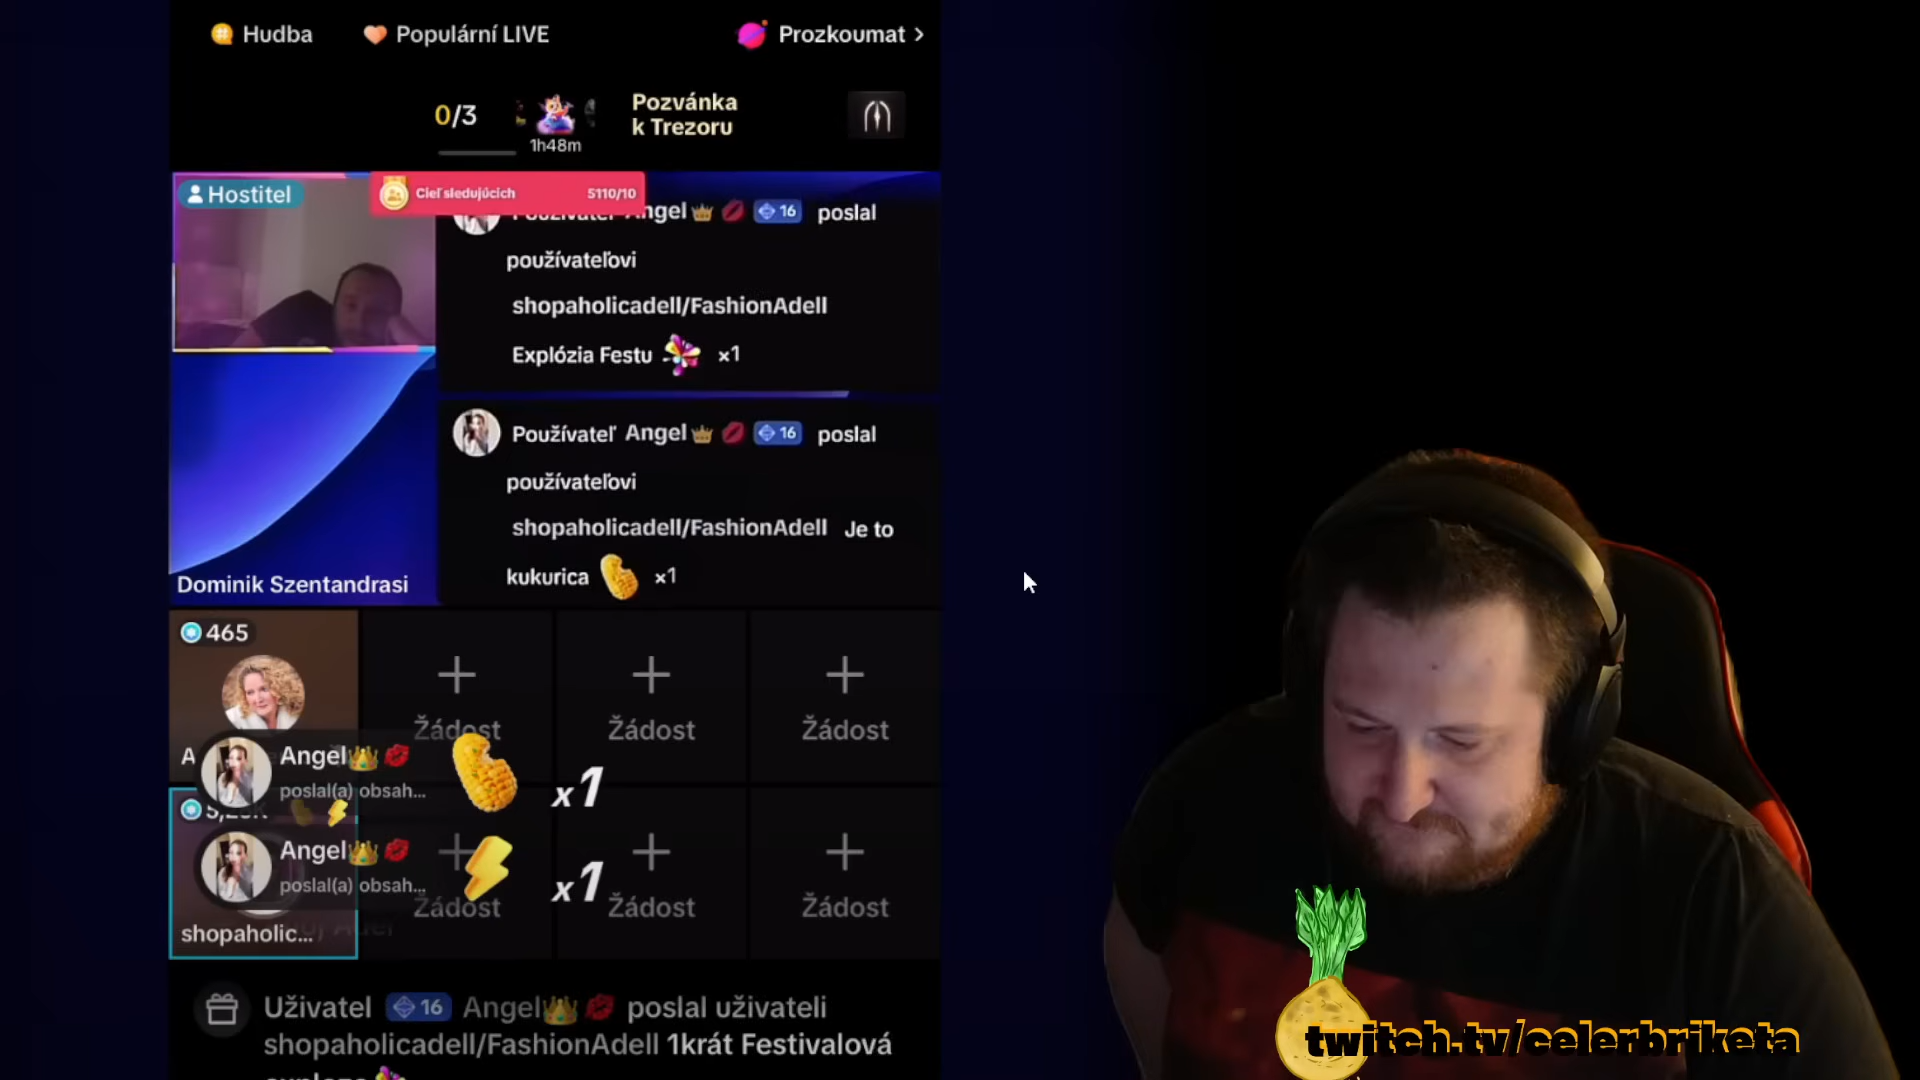 Hudba
Populární LIVE
Prozkoumat
0/3
1h48m
Pozvánka
k Trezoru
Hostitel
Cieľ sledujúcich 5110/10
Angel 16 poslal
používateľovi
shopaholicadell/FashionAdell
Explózia Festu x1
Používateľ Angel 16 poslal
používateľovi
shopaholicadell/FashionAdell Je to
kukurica x1
Dominik Szentandrasi
465
Žádost
Žádost
Žádost
A
Angel
poslal(a) obsah...
x1
Angel
poslal(a) obsah...
x1
Žádost
Žádost
Žádost
shopaholic...
Uživatel 16 Angel poslal uživateli
shopaholicadell/FashionAdell 1krát Festivalová
twitch.tv/celerbriketa